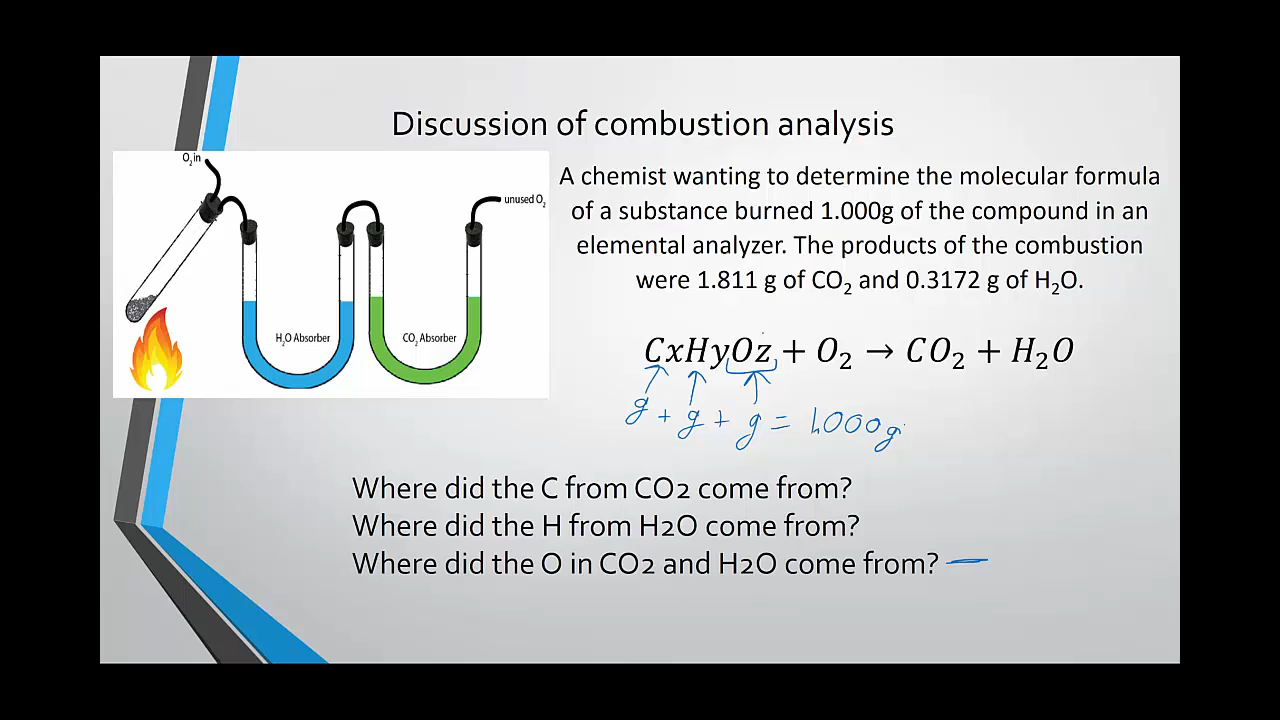 Discussion of combustion analysis
O2 in
unused O2
H2O Absorber
CO2 Absorber
A chemist wanting to determine the molecular formula
of a substance burned 1.000g of the compound in an
elemental analyzer. The products of the combustion
were 1.811 g of CO2 and 0.3172 g of H2O.
CxHyOz + O2 → CO2 + H2O
g + g + g = 1.000g
Where did the C from CO2 come from?
Where did the H from H2O come from?
Where did the O in CO2 and H2O come from?